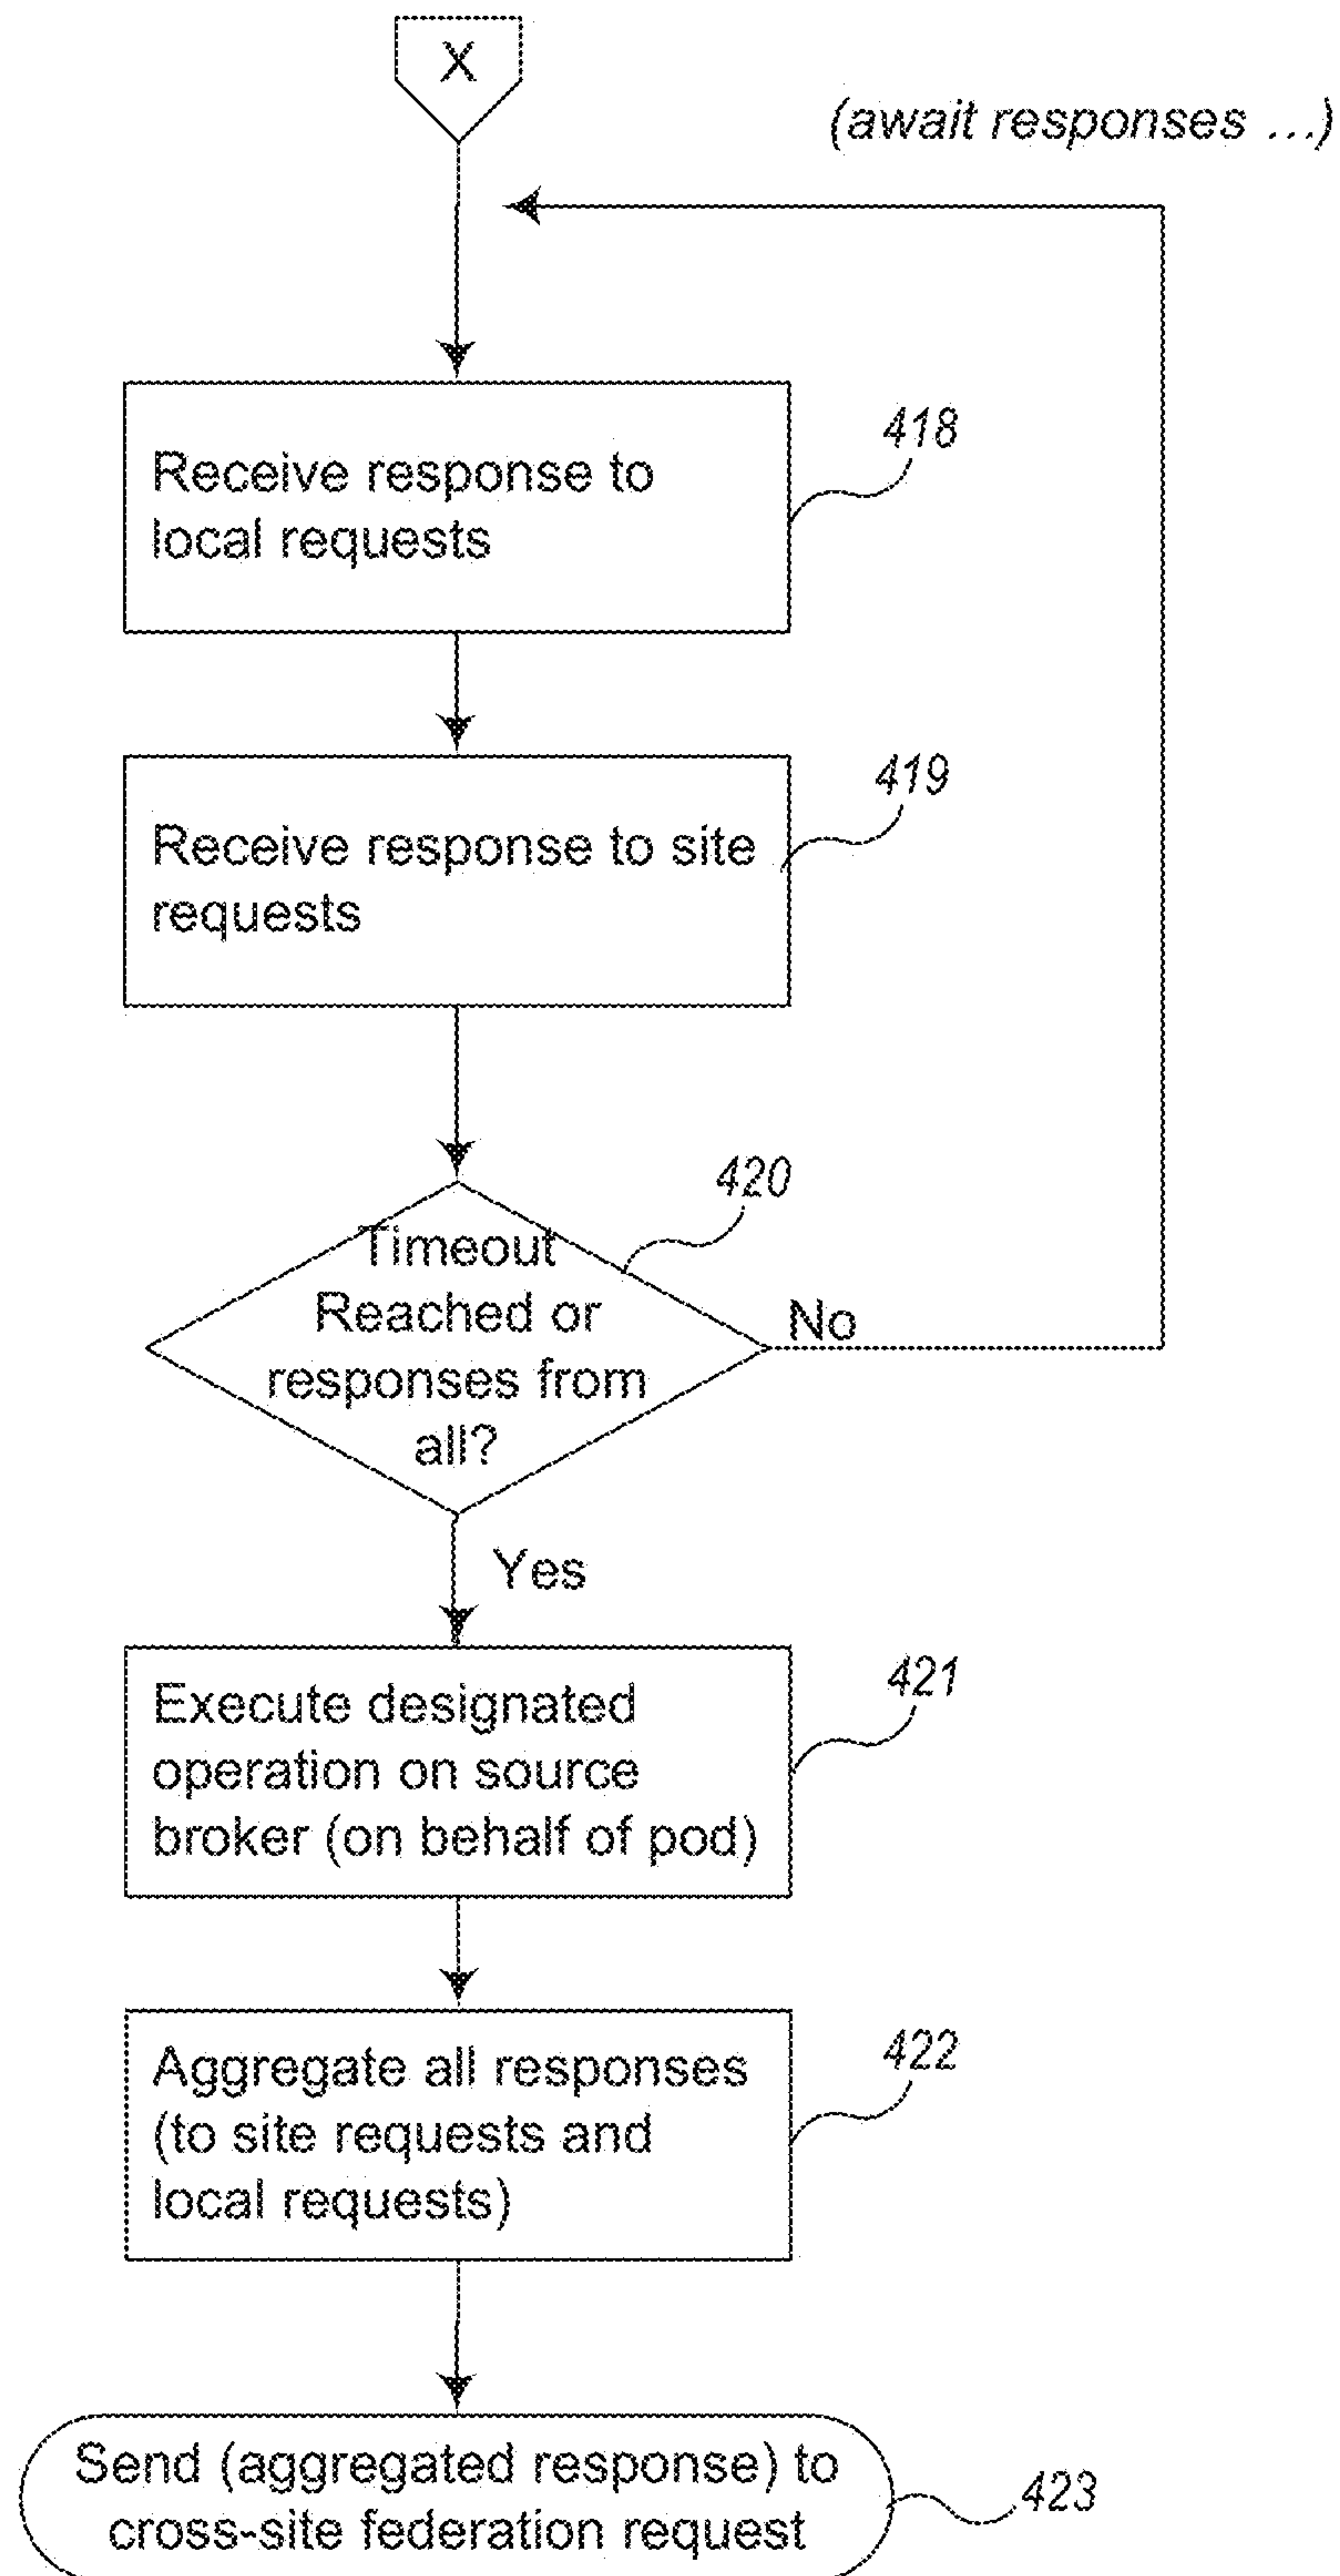 X
(await responses ...)
418
Receive response to
local requests
419
Receive response to site
requests
420
Timeout
Reached or
responses from
all?
No
Yes
421
Execute designated
operation on source
broker (on behalf of pod)
422
Aggregate all responses
(to site requests and
local requests)
Send (aggregated response) to
cross-site federation request
423